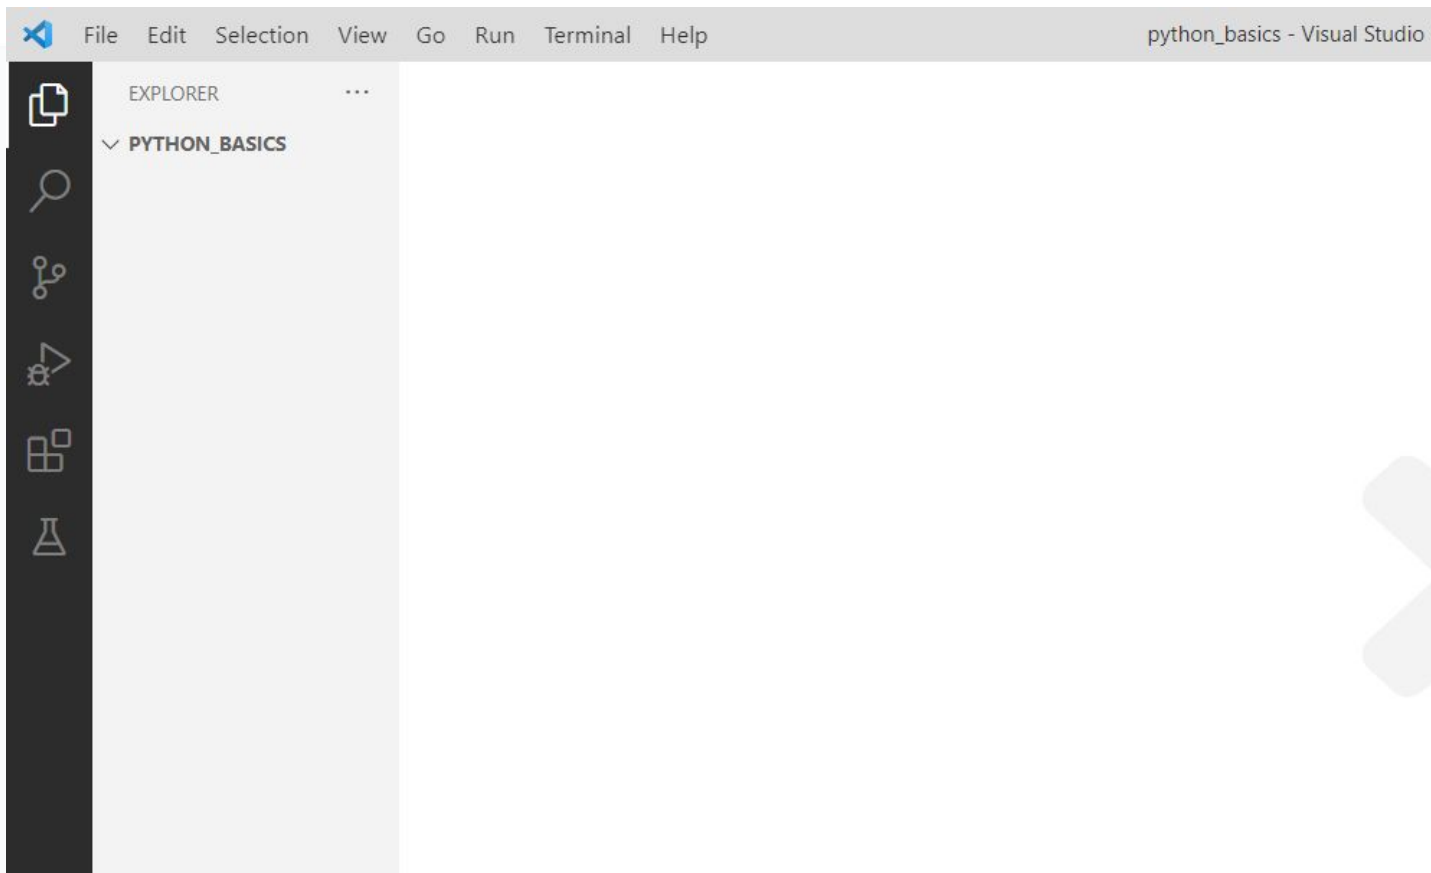 File Edit Selection View Go Run Terminal Help python_basics - Visual Studio
EXPLORER ...
PYTHON_BASICS